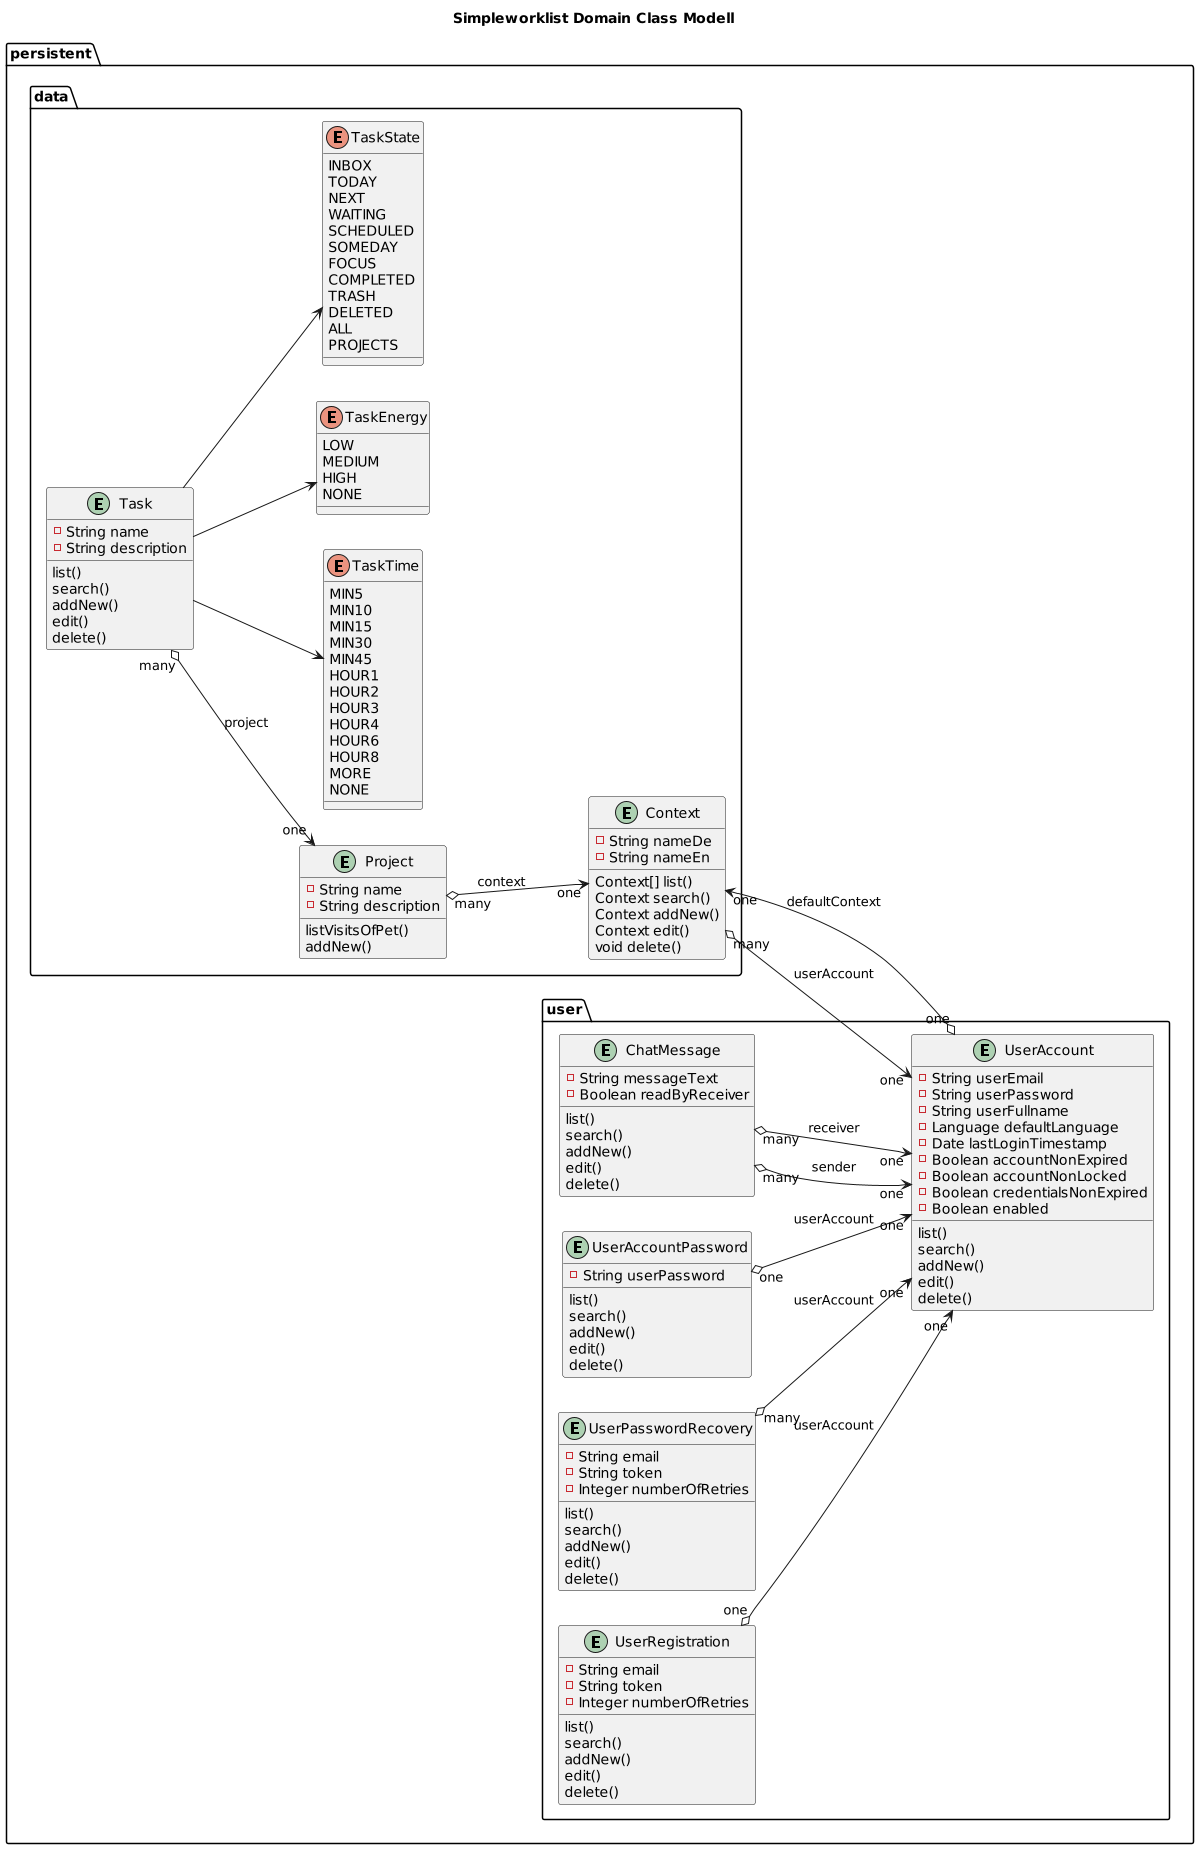 Simpleworklist Domain Class Modell
persistent
data
E TaskState
INBOX
TODAY
NEXT
WAITING
SCHEDULED
SOMEDAY
FOCUS
COMPLETED
TRASH
DELETED
ALL
PROJECTS
E TaskEnergy
LOW
MEDIUM
HIGH
NONE
E Task
String name
String description
list()
search()
addNew()
edit()
delete()
E TaskTime
MIN5
MIN10
MIN15
MIN30
MIN45
HOUR1
HOUR2
HOUR3
HOUR4
HOUR6
HOUR8
MORE
NONE
many
project
one
E Project
String name
String description
listVisitsOfPet()
addNew()
many
context
one
E Context
String nameDe
String nameEn
Context[] list()
Context search()
Context addNew()
Context edit()
void delete()
one
defaultContext
one
many
userAccount
one
user
E ChatMessage
String messageText
Boolean readByReceiver
list()
search()
addNew()
edit()
delete()
many
receiver
one
many
sender
one
E UserAccount
String userEmail
String userPassword
String userFullname
Language defaultLanguage
Date lastLoginTimestamp
Boolean accountNonExpired
Boolean accountNonLocked
Boolean credentialsNonExpired
Boolean enabled
list()
search()
addNew()
edit()
delete()
E UserAccountPassword
String userPassword
list()
search()
addNew()
edit()
delete()
one
userAccount
one
E UserPasswordRecovery
String email
String token
Integer numberOfRetries
list()
search()
addNew()
edit()
delete()
many
userAccount
one
E UserRegistration
String email
String token
Integer numberOfRetries
list()
search()
addNew()
edit()
delete()
one
userAccount
one